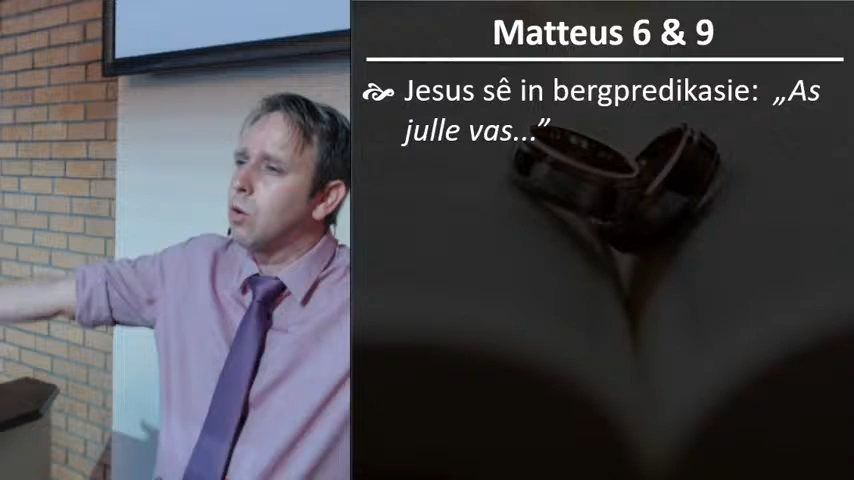 Matteus 6 & 9
Jesus sê in bergpredikasie: „As
julle vas...”